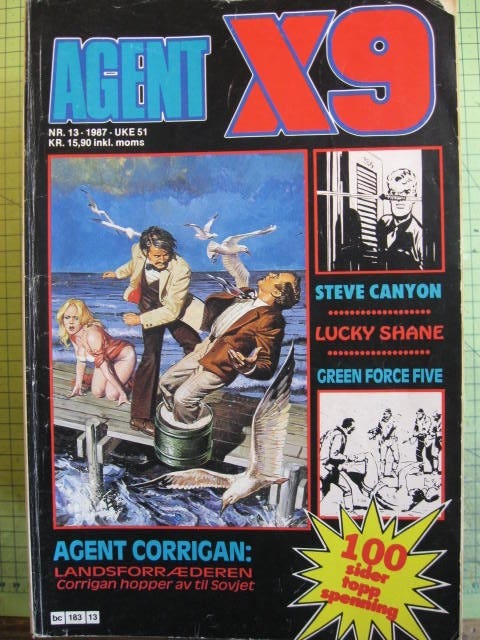 AGENT X9
NR. 13 · 1987 · UKE 51
KR. 15,90 inkl. moms
STEVE CANYON
LUCKY SHANE
GREEN FORCE FIVE
AGENT CORRIGAN:
LANDSFORRÆDEREN
Corrigan hopper av til Sovjet
100
sider
topp
spenning
bc 183 13